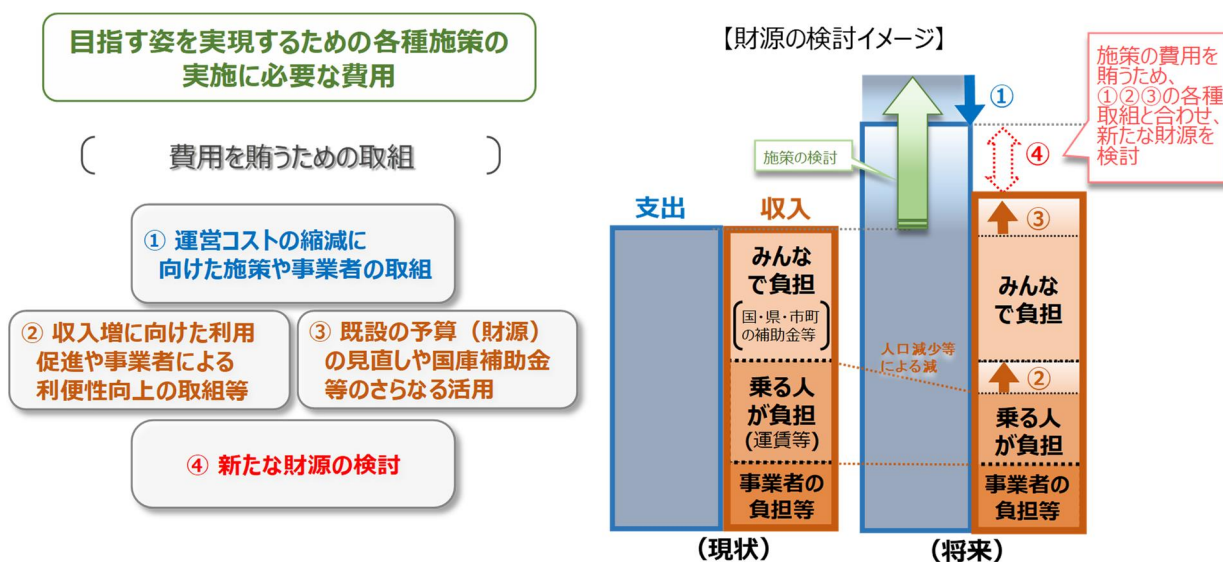 目指す姿を実現するための各種施策の
実施に必要な費用
費用を賄うための取組
① 運営コストの縮減に
向けた施策や事業者の取組
② 収入増に向けた利用
促進や事業者による
利便性向上の取組等
③ 既設の予算（財源）
の見直しや国庫補助金
等のさらなる活用
④ 新たな財源の検討
【財源の検討イメージ】
支出
収入
みんな
で負担
国・県・市町
の補助金等
乗る人
が負担
(運賃等)
事業者の
負担等
(現状)
施策の検討
人口減少等
による減
①
④
③
みんな
で負担
②
乗る人
が負担
事業者の
負担等
(将来)
施策の費用を
賄うため、
①②③の各種
取組と合わせ、
新たな財源を
検討